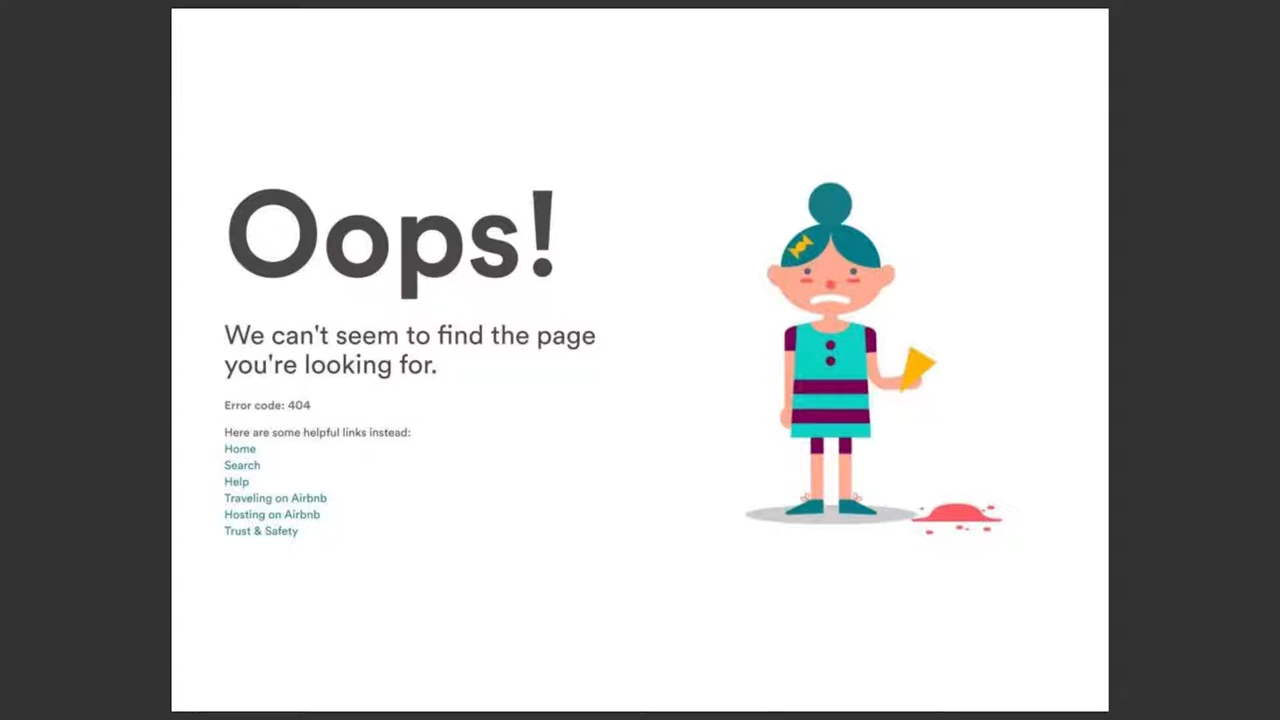 Oops!
We can't seem to find the page
you're looking for.
Error code: 404
Here are some helpful links instead:
Home
Search
Help
Traveling on Airbnb
Hosting on Airbnb
Trust & Safety